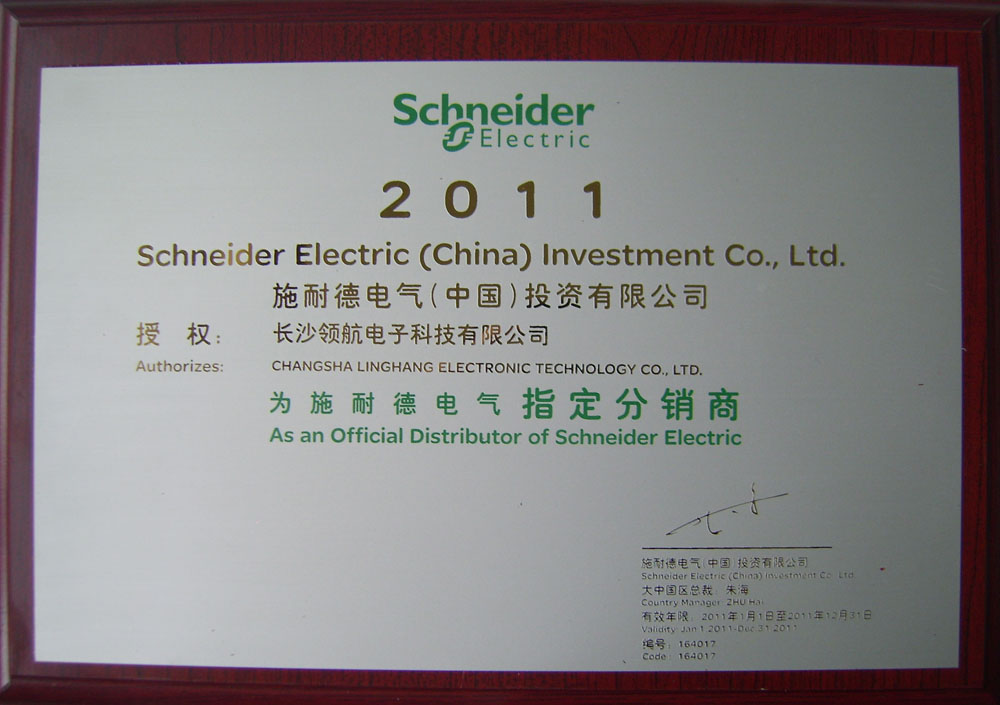 Schneider
Electric
2011
Schneider Electric (China) Investment Co., Ltd.
施耐德电气(中国)投资有限公司
授 权: 长沙领航电子科技有限公司
Authorizes: CHANGSHA LINGHANG ELECTRONIC TECHNOLOGY CO., LTD.
为施耐德电气 指定分销商
As an Official Distributor of Schneider Electric
施耐德电气(中国)投资有限公司
Schneider Electric (China) Investment Co., Ltd.
大中国区总裁: 朱海
Country Manager: ZHU Hai
有效年限: 2011年1月1日至2011年12月31日
Validity: Jan 1 2011-Dec 31 2011
编号: 164017
Code: 164017